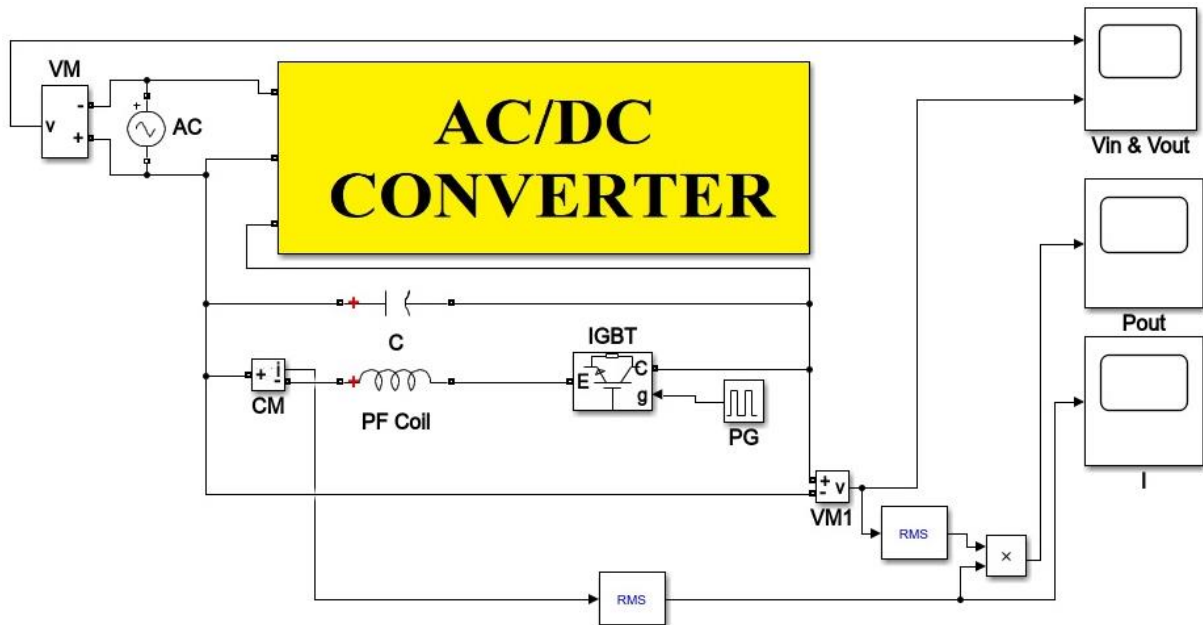 VM
-
v
+
+
AC
AC/DC
CONVERTER
Vin & Vout
+
C
IGBT
E
C
g
Pout
+
i
-
CM
+
PF Coil
PG
+
-
v
VM1
I
RMS
×
RMS